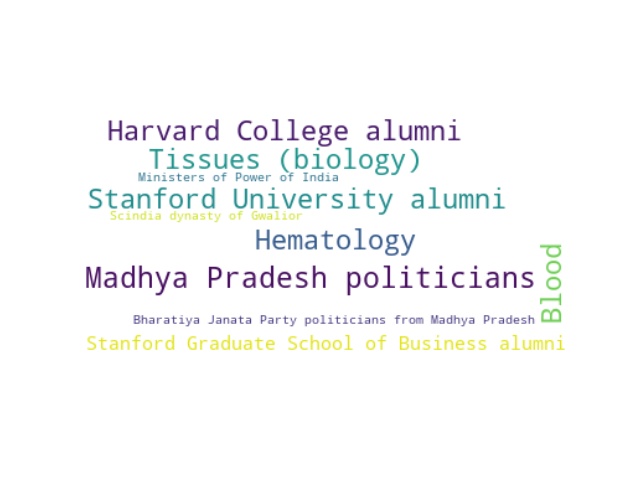 Harvard College alumni
Tissues (biology)
Ministers of Power of India
Stanford University alumni
Scindia dynasty of Gwalior
Hematology
Blood
Madhya Pradesh politicians
Bharatiya Janata Party politicians from Madhya Pradesh
Stanford Graduate School of Business alumni